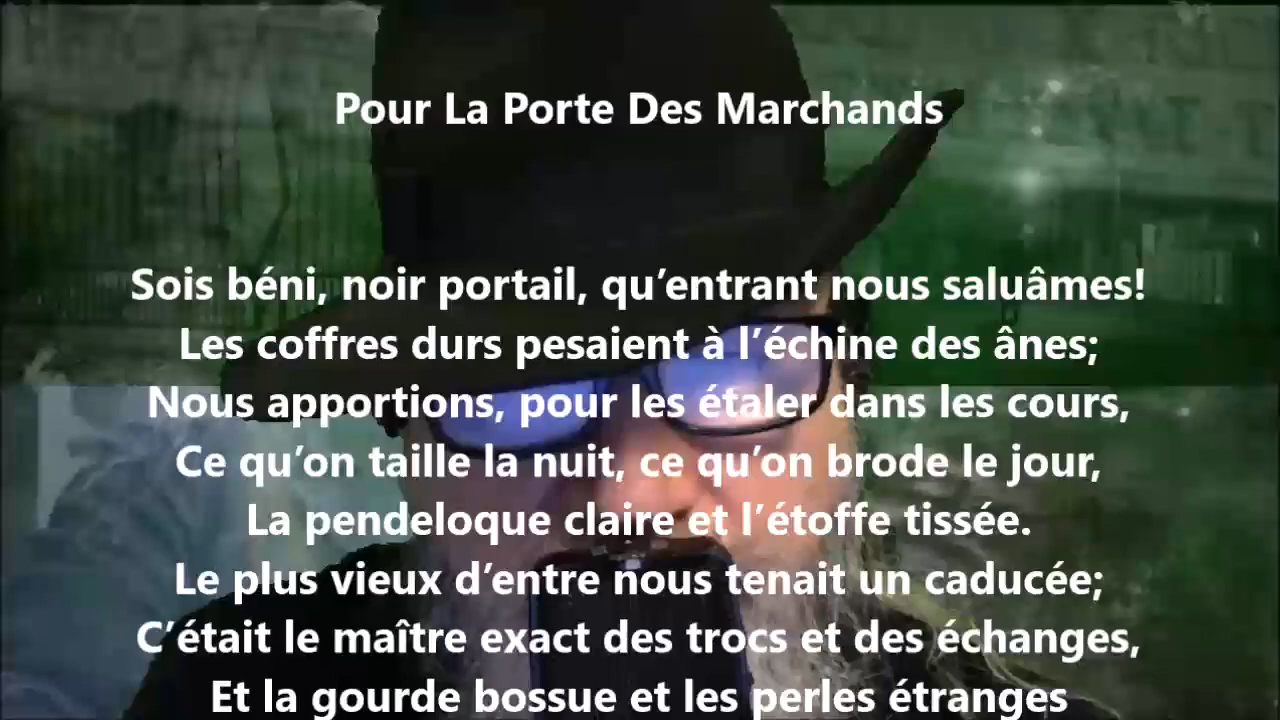 Pour La Porte Des Marchands
Sois béni, noir portail, qu’entrant nous saluâmes!
Les coffres durs pesaient à l’échine des ânes;
Nous apportions, pour les étaler dans les cours,
Ce qu’on taille la nuit, ce qu’on brode le jour,
La pendeloque claire et l’étoffe tissée.
Le plus vieux d’entre nous tenait un caducée;
C’était le maître exact des trocs et des échanges,
Et la gourde bossue et les perles étranges